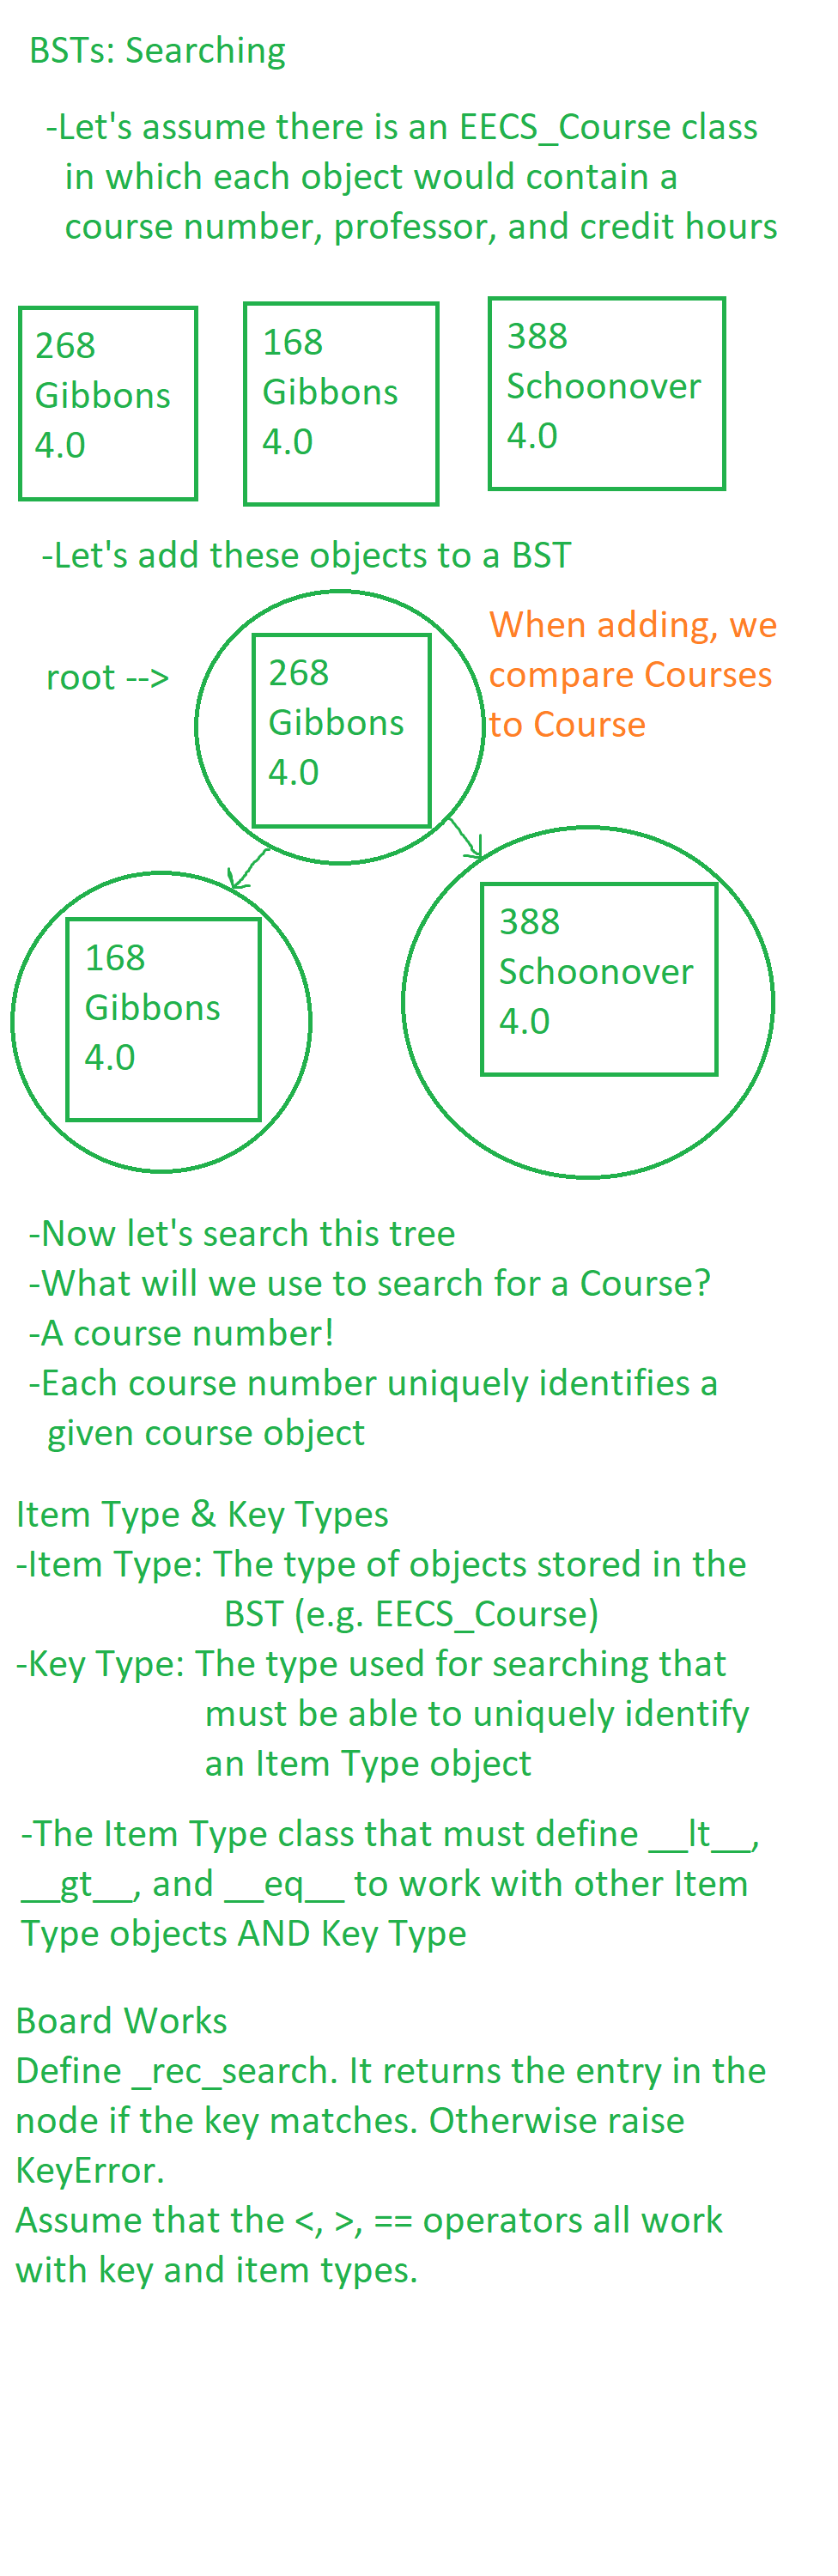 BSTs: Searching
-Let's assume there is an EECS_Course class
in which each object would contain a
course number, professor, and credit hours
268
Gibbons
4.0
168
Gibbons
4.0
388
Schoonover
4.0
-Let's add these objects to a BST
When adding, we
compare Courses
to Course
root -->
268
Gibbons
4.0
168
Gibbons
4.0
388
Schoonover
4.0
-Now let's search this tree
-What will we use to search for a Course?
-A course number!
-Each course number uniquely identifies a
given course object
Item Type & Key Types
-Item Type: The type of objects stored in the
BST (e.g. EECS_Course)
-Key Type: The type used for searching that
must be able to uniquely identify
an Item Type object
-The Item Type class that must define __lt__,
__gt__, and __eq__ to work with other Item
Type objects AND Key Type
Board Works
Define _rec_search. It returns the entry in the
node if the key matches. Otherwise raise
KeyError.
Assume that the <, >, == operators all work
with key and item types.